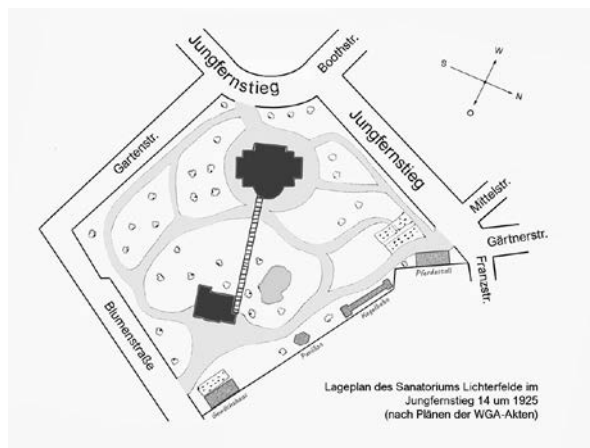 Jungfernstieg
Boothstr.
W
S
N
O
Gartenstr.
Jungfernstieg
Mittelstr.
Gärtnerstr.
Franzstr.
Pferdestall
Kegelbahn
Pavillon
Blumenstraße
Gewächshaus
Lageplan des Sanatoriums Lichterfelde im
Jungfernstieg 14 um 1925
(nach Plänen der WGA-Akten)